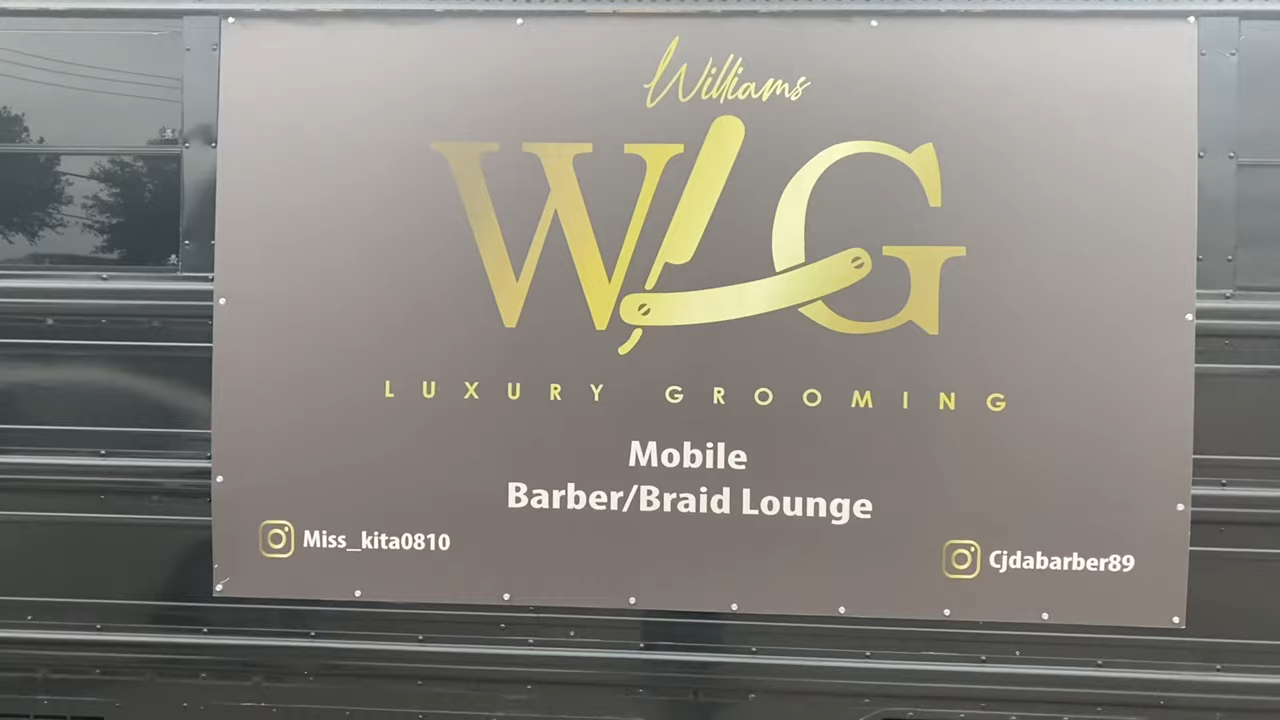 Williams
WLG
LUXURY GROOMING
Mobile
Barber/Braid Lounge
Miss_kita0810
Cjdabarber89